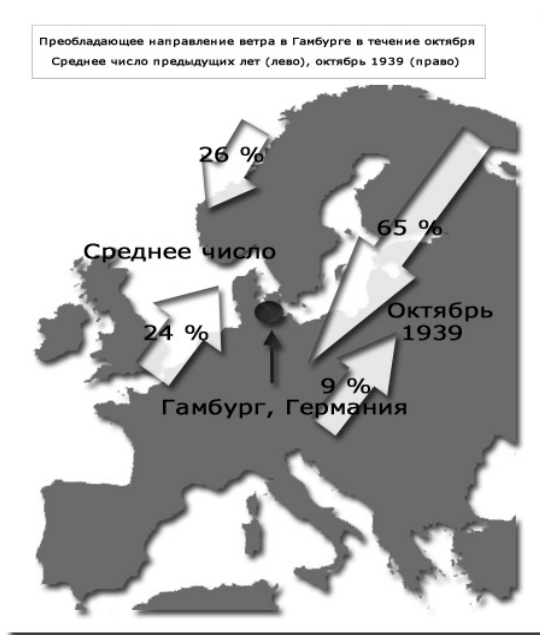 Преобладающее направление ветра в Гамбурге в течение октября
Среднее число предыдущих лет (лево), октябрь 1939 (право)
26 %
65 %
Среднее число
Октябрь
1939
24 %
9 %
Гамбург, Германия